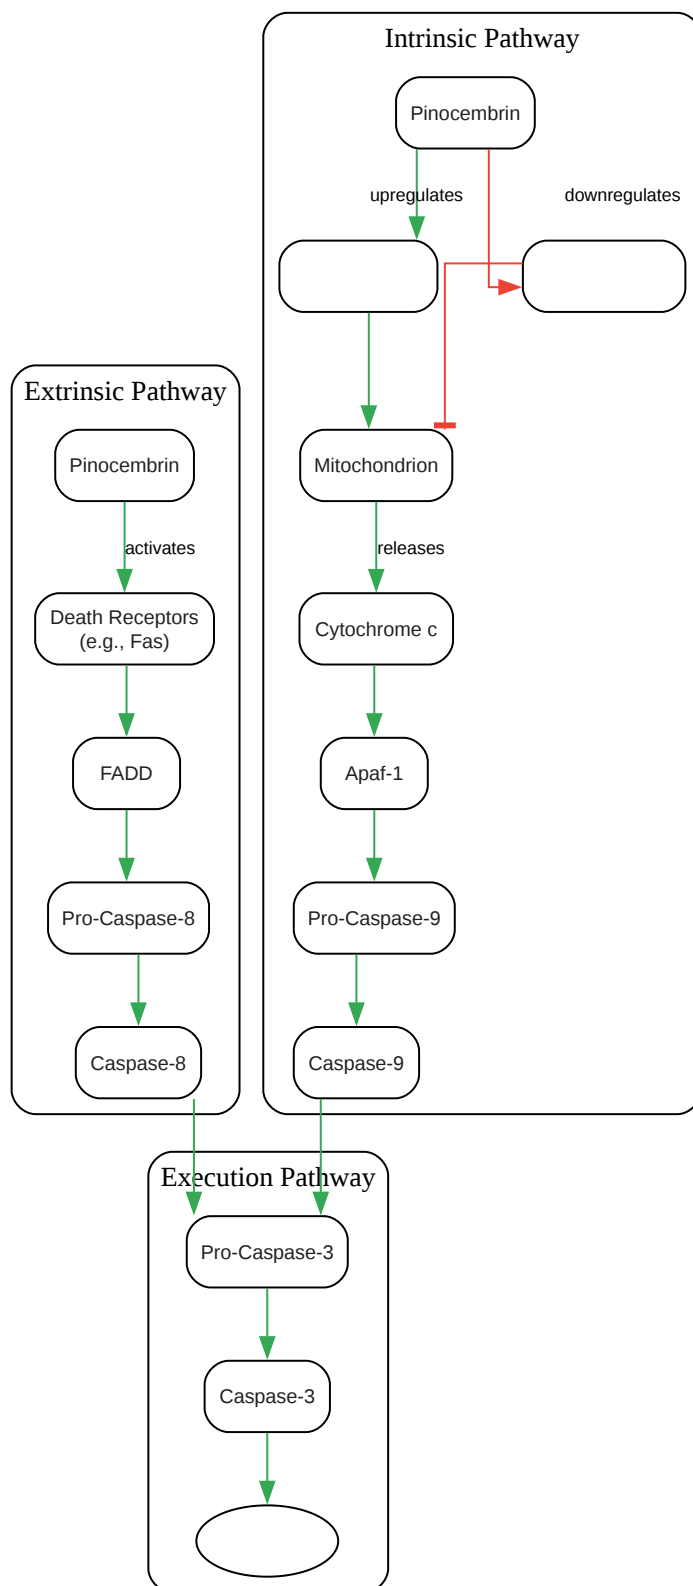 Intrinsic Pathway
Pinocembrin
upregulates
downregulates
Extrinsic Pathway
Pinocembrin
activates
Death Receptors
(e.g., Fas)
FADD
Pro-Caspase-8
Caspase-8
Mitochondrion
releases
Cytochrome c
Apaf-1
Pro-Caspase-9
Caspase-9
Execution Pathway
Pro-Caspase-3
Caspase-3